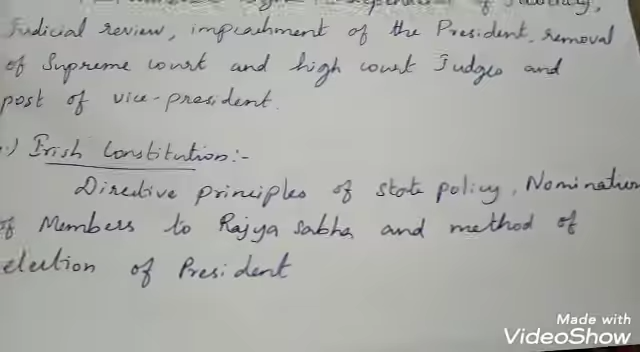 of
Judicial review, impeachment of the President, removal
of Supreme court and high court Judges and
post of vice-president.
.) Irish Constitution:-
Directive principles of state policy, Nomination
of Members to Rajya sabha and method of
election of President
Made with
VideoShow